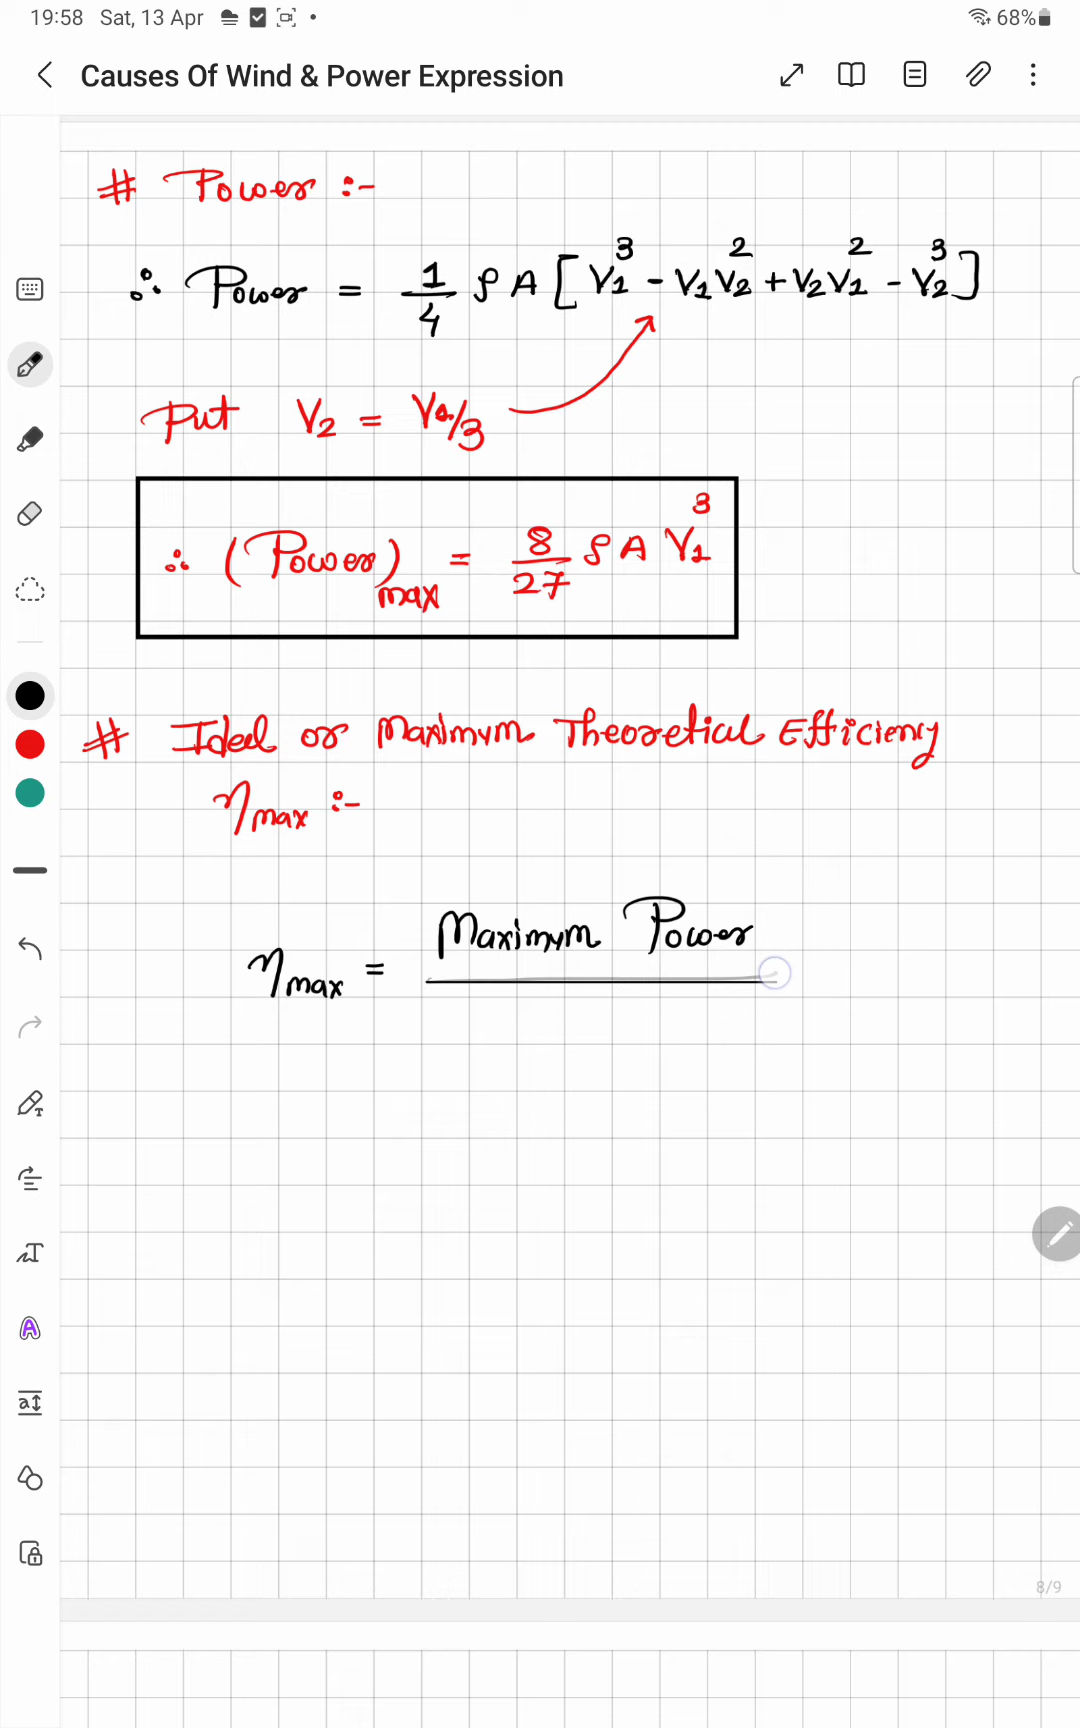 19:58 Sat, 13 Apr 68%
Causes Of Wind & Power Expression
# Power :-
∴ Power = 1/4 ρ A [V₁³ - V₁V₂² + V₂V₁² - V₂³]
Put V₂ = V₁/3
∴ (Power)max = 8/27 ρ A V₁³
# Ideal or Maximum Theoretical Efficiency
ηmax :-
ηmax = Maximum Power
8/9